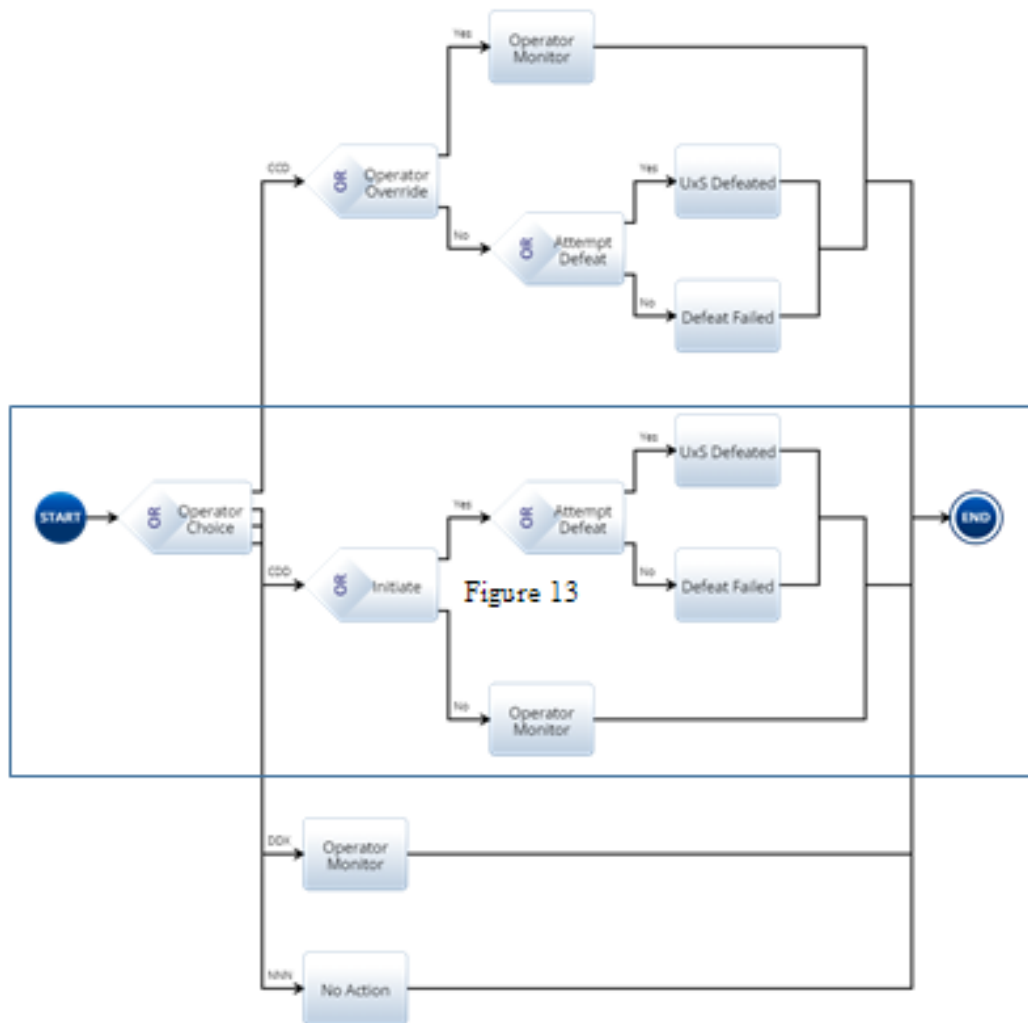 Yes
Operator
Monitor
CCD
OR
Operator
Override
Yes
UxS Defeated
No
OR
Attempt
Defeat
No
Defeat Failed
START
OR
Operator
Choice
Yes
UxS Defeated
Yes
OR
Attempt
Defeat
CDD
OR
Initiate
Figure 13
No
Defeat Failed
No
Operator
Monitor
END
DDX
Operator
Monitor
NNN
No Action